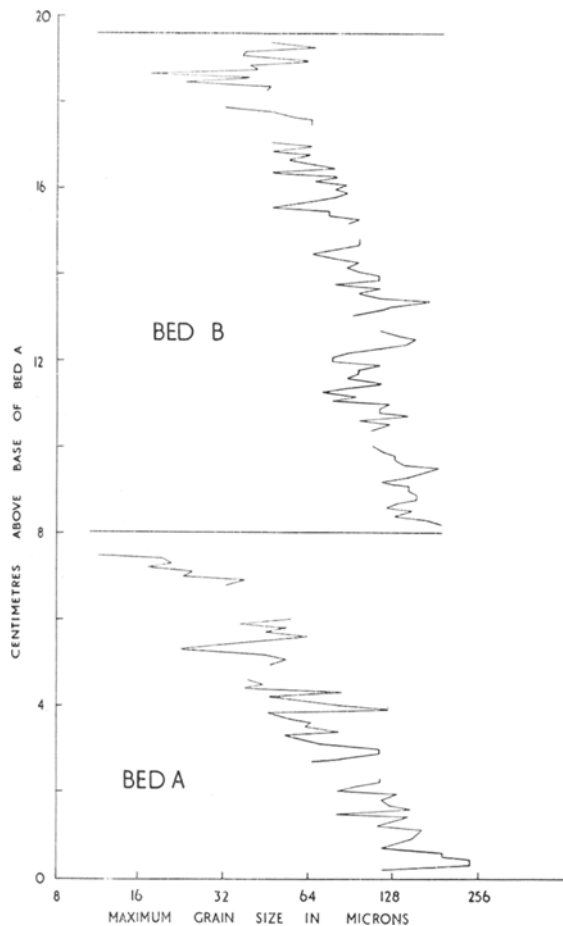 20
16
BED B
12
8
4
BED A
0
CENTIMETRES ABOVE BASE OF BED A
8 16 32 64 128 256
MAXIMUM GRAIN SIZE IN MICRONS